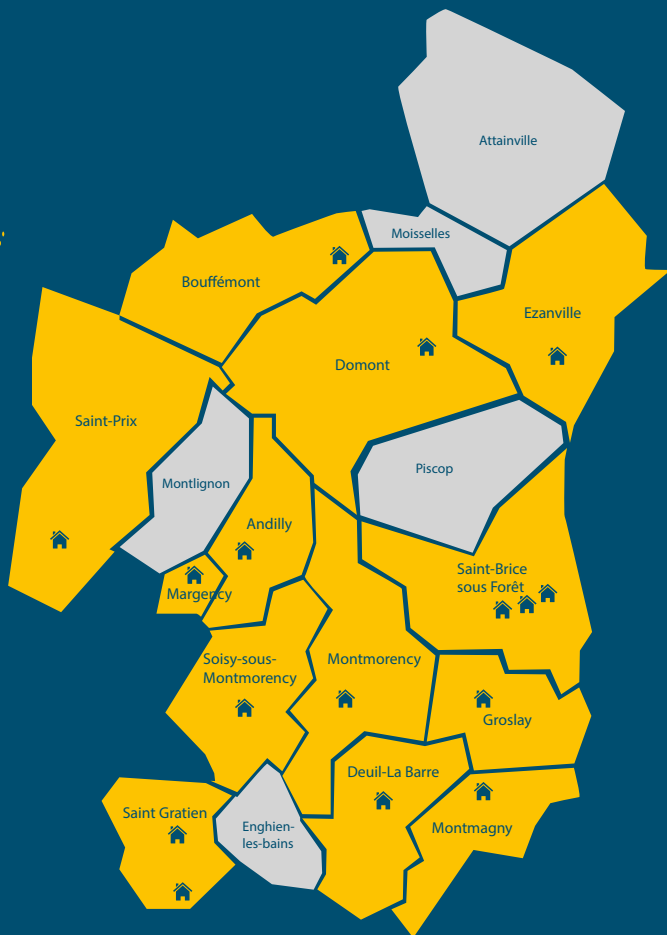 Attainville
Moisselles
Bouffémont
Ezanville
Domont
Saint-Prix
Piscop
Montlignon
Andilly
Saint-Brice
sous Forêt
Margency
Soisy-sous-
Montmorency
Montmorency
Groslay
Deuil-La Barre
Saint Gratien
Enghien-
les-bains
Montmagny